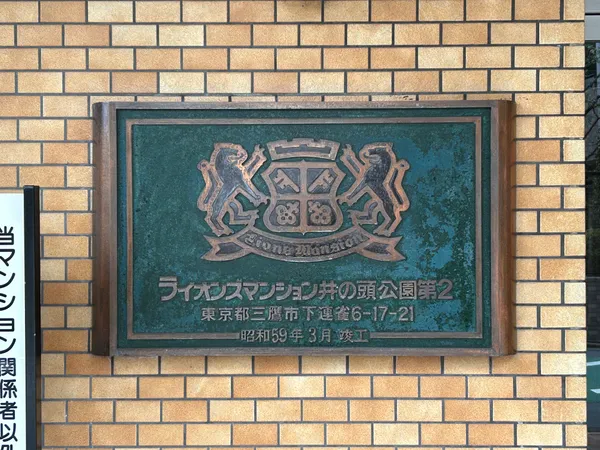 Lions Mansion
ライオンズマンション井の頭公園第2
東京都三鷹市下連雀6-17-21
昭和59年3月 竣工
当マンション関係者以外